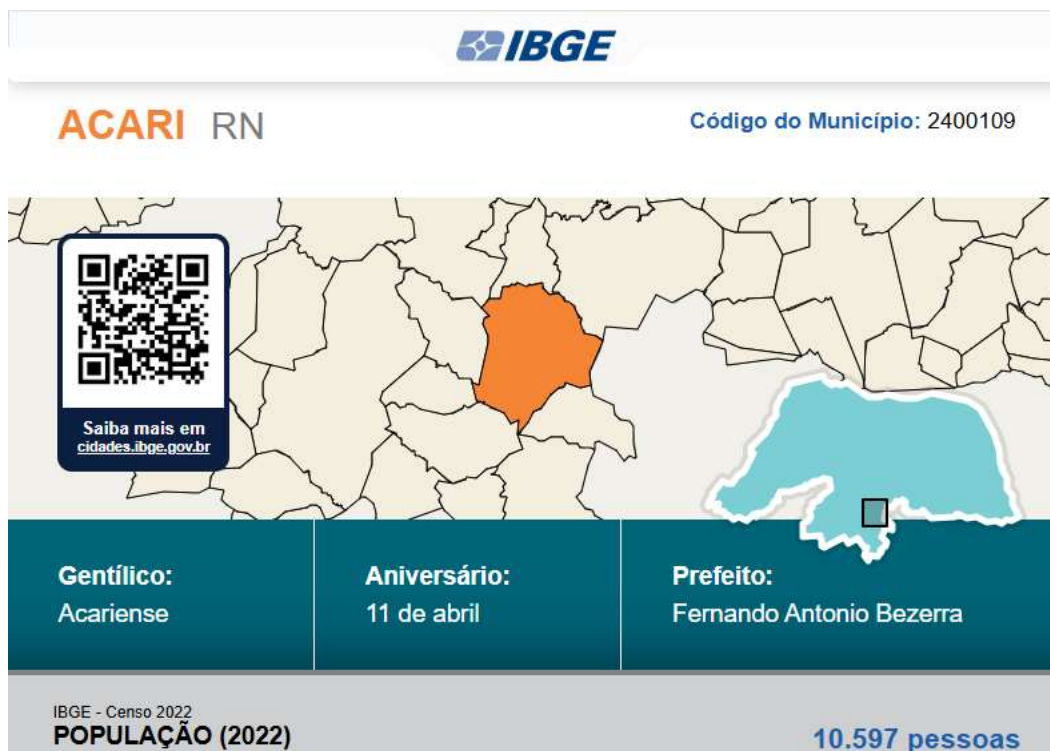 IBGE
ACARI RN
Código do Município: 2400109
Saiba mais em
cidades.ibge.gov.br
Gentílico:
Acariense
Aniversário:
11 de abril
Prefeito:
Fernando Antonio Bezerra
IBGE - Censo 2022
POPULAÇÃO (2022)
10.597 pessoas